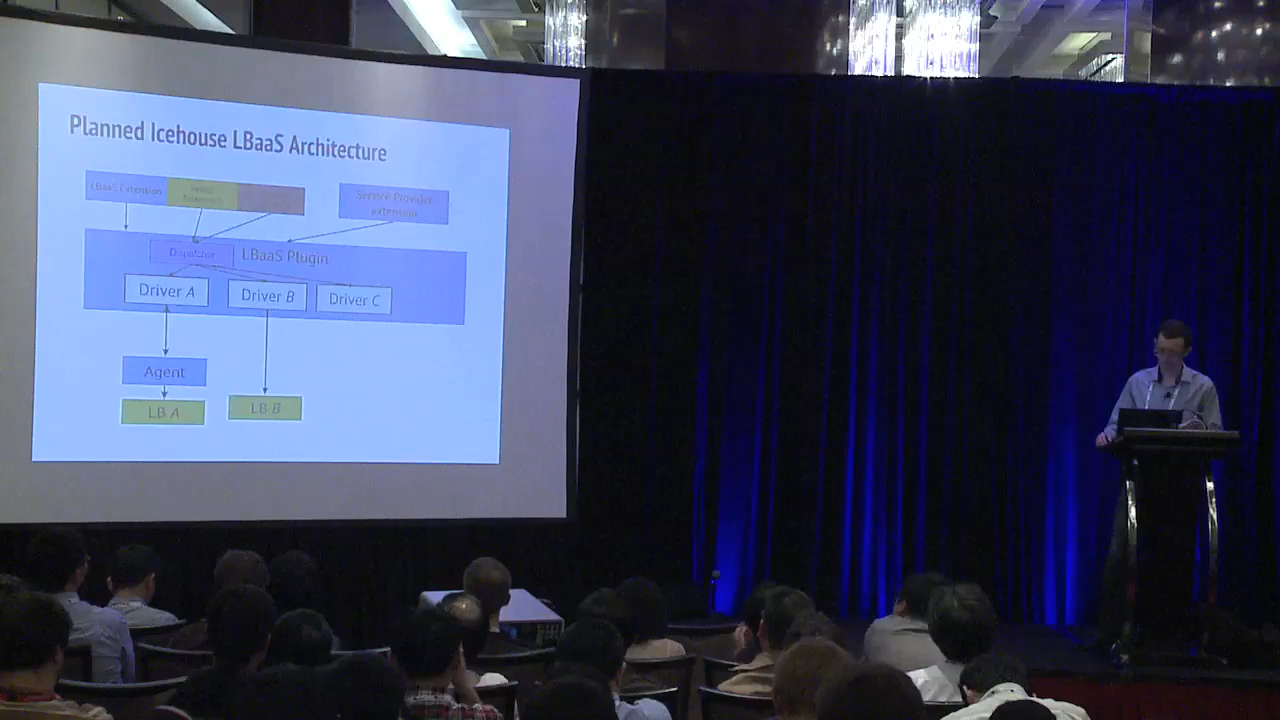 Planned Icehouse LBaaS Architecture
LBaaS Extension
Service Provider
extension
Dispatcher
LBaaS Plugin
Driver A
Driver B
Driver C
Agent
LB A
LB B